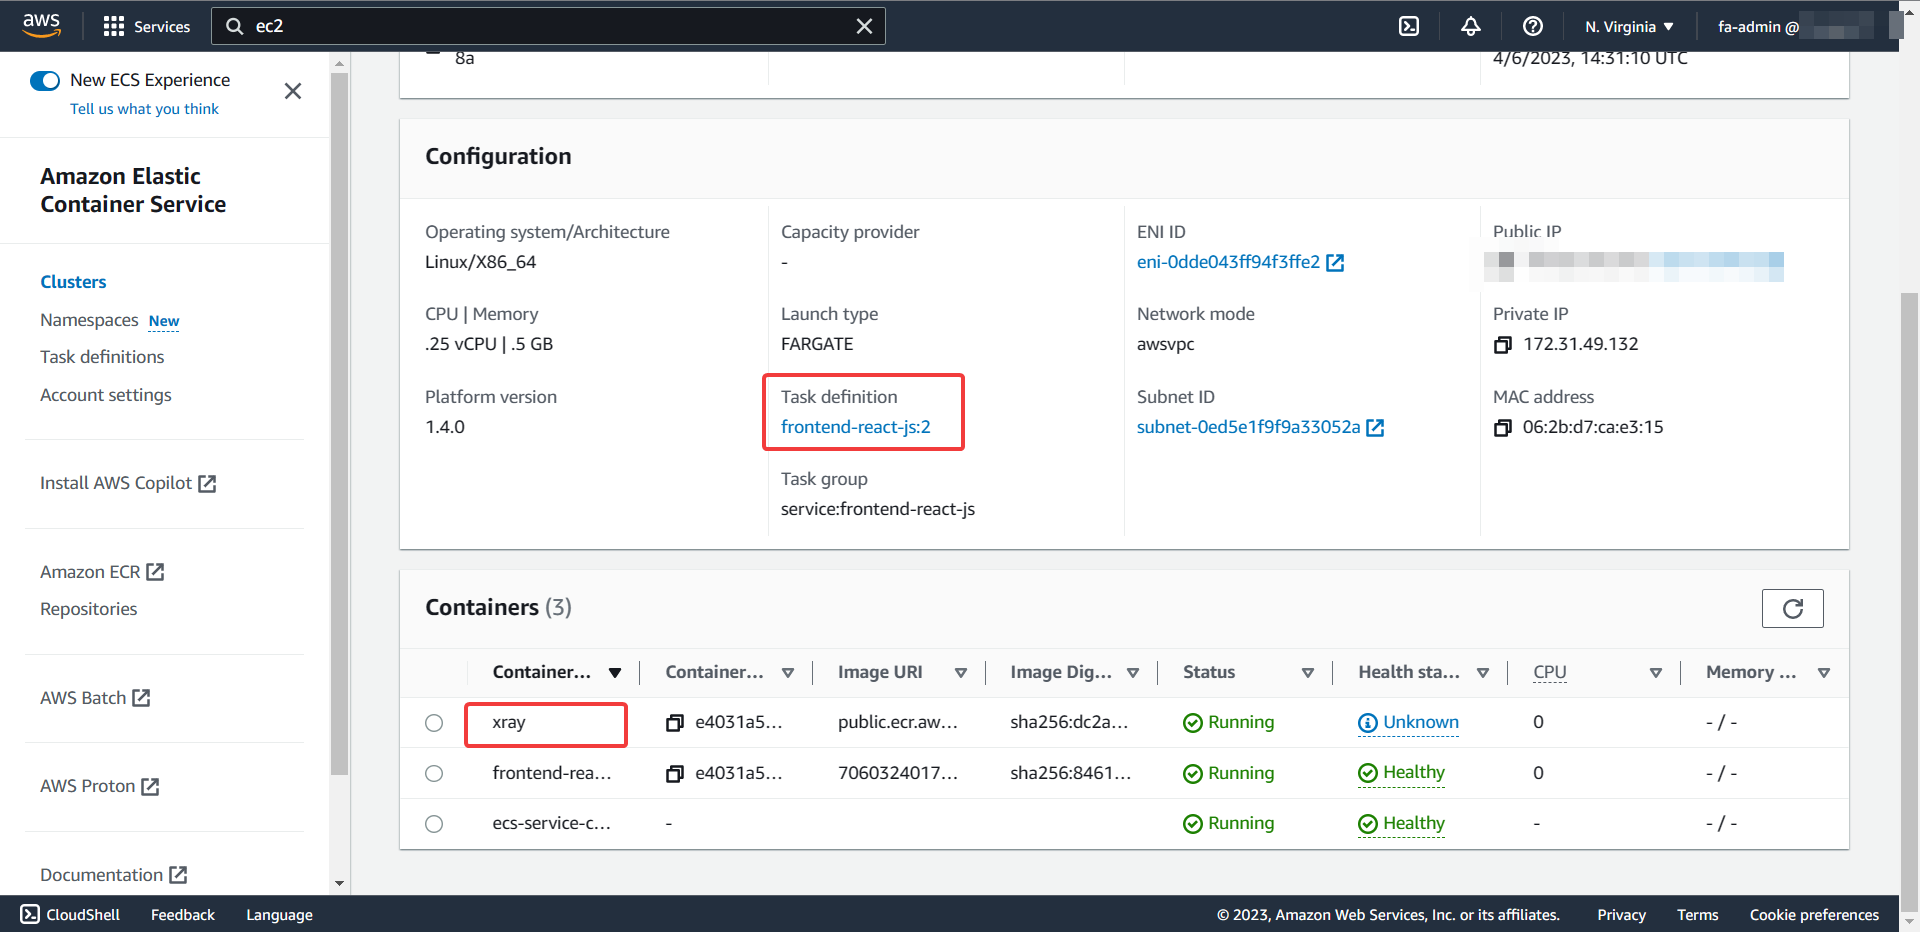 aws
Services
ec2
N. Virginia
fa-admin @
New ECS Experience
Tell us what you think
Amazon Elastic
Container Service
Clusters
Namespaces New
Task definitions
Account settings
Install AWS Copilot
Amazon ECR
Repositories
AWS Batch
AWS Proton
Documentation
8a
4/6/2023, 14:31:10 UTC
Configuration
Operating system/Architecture
Linux/X86_64
CPU | Memory
.25 vCPU | .5 GB
Platform version
1.4.0
Capacity provider
-
Launch type
FARGATE
Task definition
frontend-react-js:2
Task group
service:frontend-react-js
ENI ID
eni-0dde043ff94f3ffe2
Network mode
awsvpc
Subnet ID
subnet-0ed5e1f9f9a33052a
Public IP
Private IP
172.31.49.132
MAC address
06:2b:d7:ca:e3:15
Containers (3)
Container... Container... Image URI Image Dig... Status Health sta... CPU Memory ...
xray e4031a5... public.ecr.aw... sha256:dc2a... Running Unknown 0 - / -
frontend-rea... e4031a5... 7060324017... sha256:8461... Running Healthy 0 - / -
ecs-service-c... - Running Healthy - - / -
CloudShell Feedback Language © 2023, Amazon Web Services, Inc. or its affiliates. Privacy Terms Cookie preferences